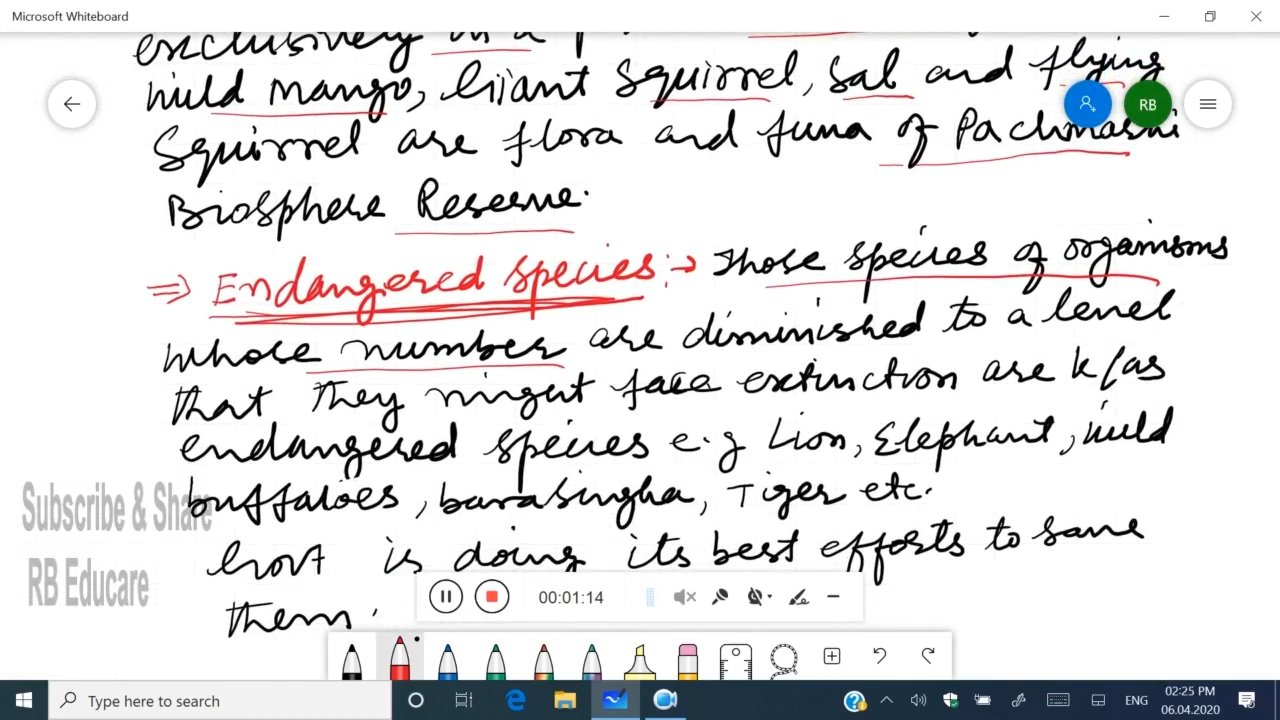 Microsoft Whiteboard
exclusively in a
wild mango, Giant Squirrel, Sal and flying
Squirrel are flora and funa of Pachmashi
Biosphere Reserve.
⇒ Endangered species :→ Those species of organisms
whose number are diminished to a level
that they might face extinction are k/as
endangered species e.g Lion, Elephant, wild
buffaloes, barasingha, Tiger etc.
Govt is doing its best efforts to save
them.
Subscribe & Share
RB Educare
RB
00:01:14
Type here to search
ENG
02:25 PM
06.04.2020